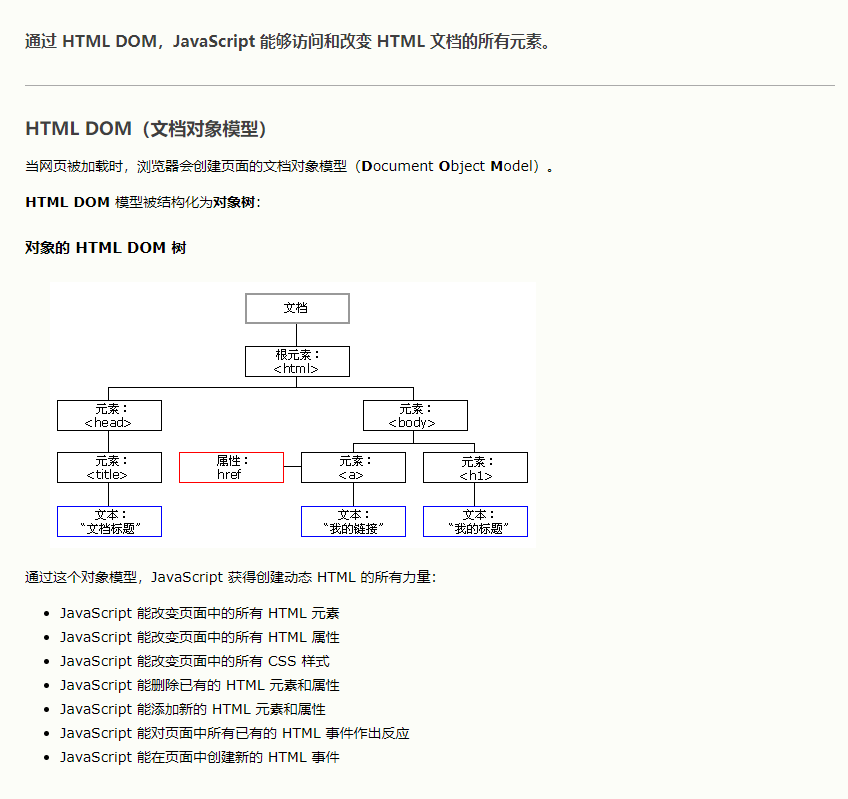 通过 HTML DOM，JavaScript 能够访问和改变 HTML 文档的所有元素。
HTML DOM（文档对象模型）
当网页被加载时，浏览器会创建页面的文档对象模型（Document Object Model）。
HTML DOM 模型被结构化为对象树：
对象的 HTML DOM 树
文档
根元素：
<html>
元素：
<head>
元素：
<body>
元素：
<title>
属性：
href
元素：
<a>
元素：
<h1>
文本：
“文档标题”
文本：
“我的链接”
文本：
“我的标题”
通过这个对象模型，JavaScript 获得创建动态 HTML 的所有力量：
• JavaScript 能改变页面中的所有 HTML 元素
• JavaScript 能改变页面中的所有 HTML 属性
• JavaScript 能改变页面中的所有 CSS 样式
• JavaScript 能删除已有的 HTML 元素和属性
• JavaScript 能添加新的 HTML 元素和属性
• JavaScript 能对页面中所有已有的 HTML 事件作出反应
• JavaScript 能在页面中创建新的 HTML 事件